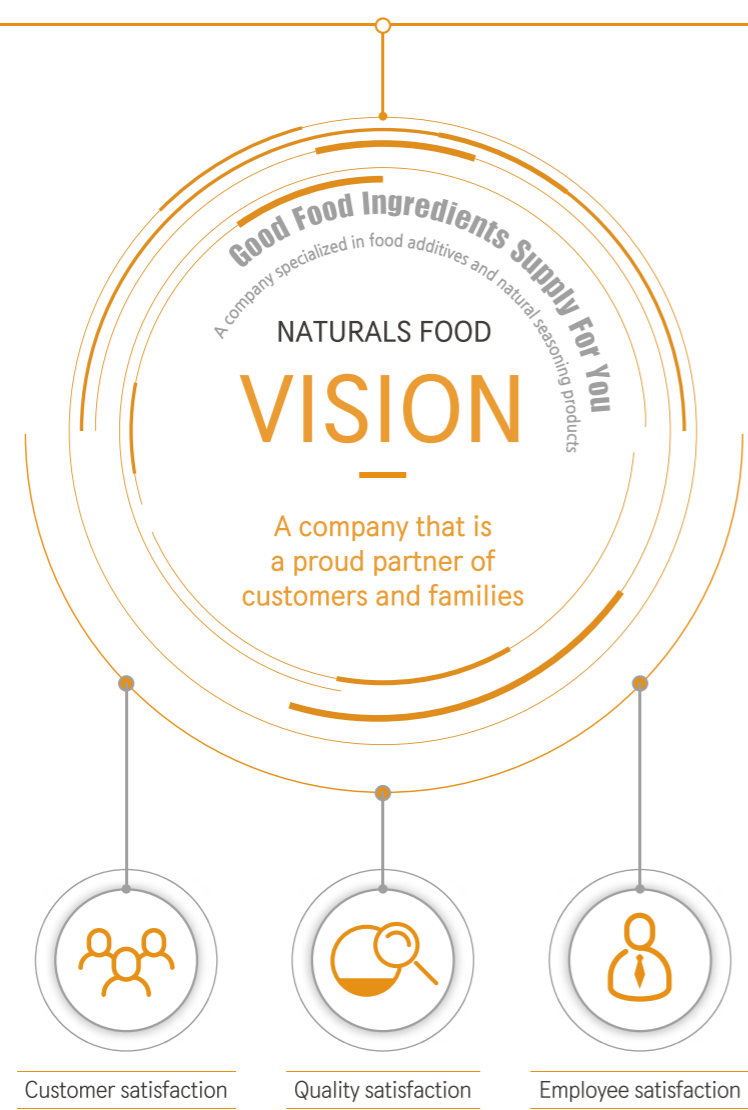 Good Food Ingredients Supply For You
A company specialized in food additives and natural seasoning products
NATURALS FOOD
VISION
A company that is
a proud partner of
customers and families
Customer satisfaction
Quality satisfaction
Employee satisfaction